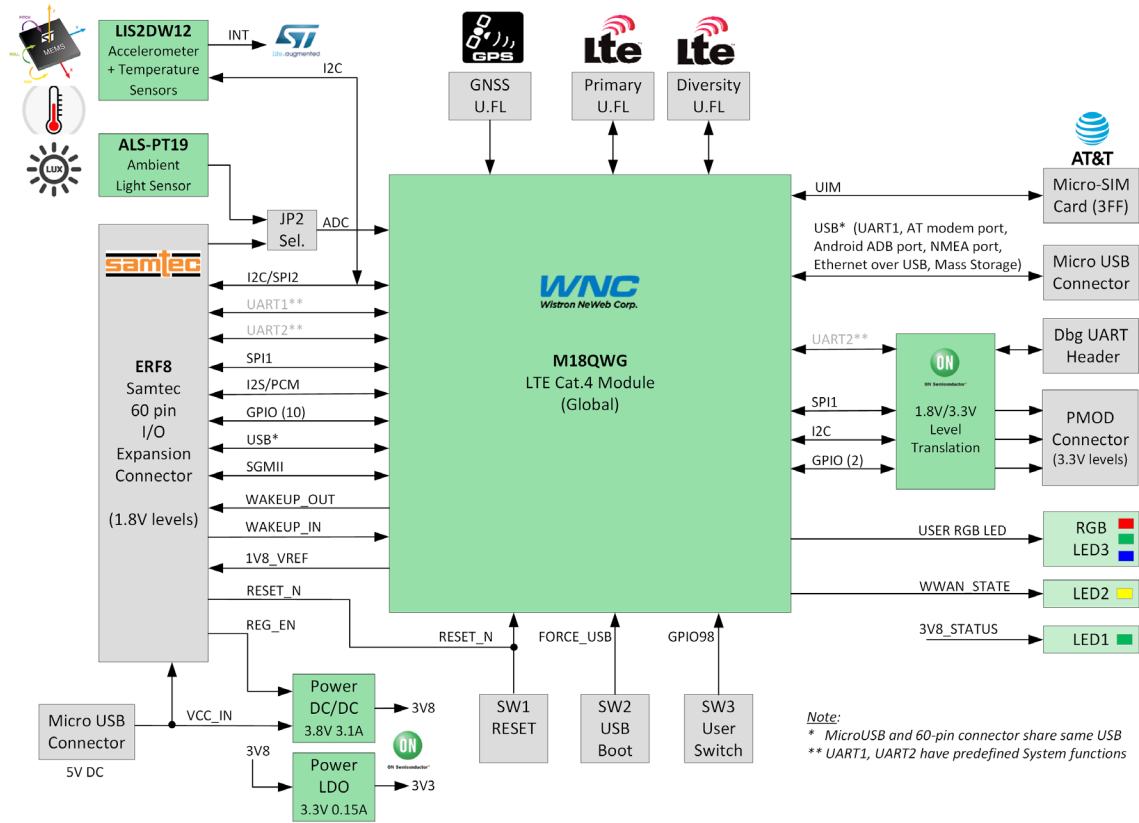 LIS2DW12
Accelerometer
+ Temperature
Sensors
INT
ST
life.augmented
I2C
MEMS
LUX
ALS-PT19
Ambient
Light Sensor
JP2
Sel.
ADC
GPS
GNSS
U.FL
Lte
Primary
U.FL
Lte
Diversity
U.FL
AT&T
UIM
Micro-SIM
Card (3FF)
USB* (UART1, AT modem port,
Android ADB port, NMEA port,
Ethernet over USB, Mass Storage)
Micro USB
Connector
samtec
ERF8
Samtec
60 pin
I/O
Expansion
Connector
(1.8V levels)
I2C/SPI2
UART1**
UART2**
SPI1
I2S/PCM
GPIO (10)
USB*
SGMII
WAKEUP_OUT
WAKEUP_IN
1V8_VREF
RESET_N
REG_EN
WNC
Wistron NeWeb Corp.
M18QWG
LTE Cat.4 Module
(Global)
UART2**
SPI1
I2C
GPIO (2)
ON
ON Semiconductor
1.8V/3.3V
Level
Translation
Dbg UART
Header
PMOD
Connector
(3.3V levels)
USER RGB LED
RGB
LED3
WWAN_STATE
LED2
3V8_STATUS
LED1
RESET_N
FORCE_USB
GPIO98
SW1
RESET
SW2
USB
Boot
SW3
User
Switch
Micro USB
Connector
5V DC
VCC_IN
Power
DC/DC
3.8V 3.1A
3V8
3V8
ON
ON Semiconductor
Power
LDO
3.3V 0.15A
3V3
Note:
* MicroUSB and 60-pin connector share same USB
** UART1, UART2 have predefined System functions